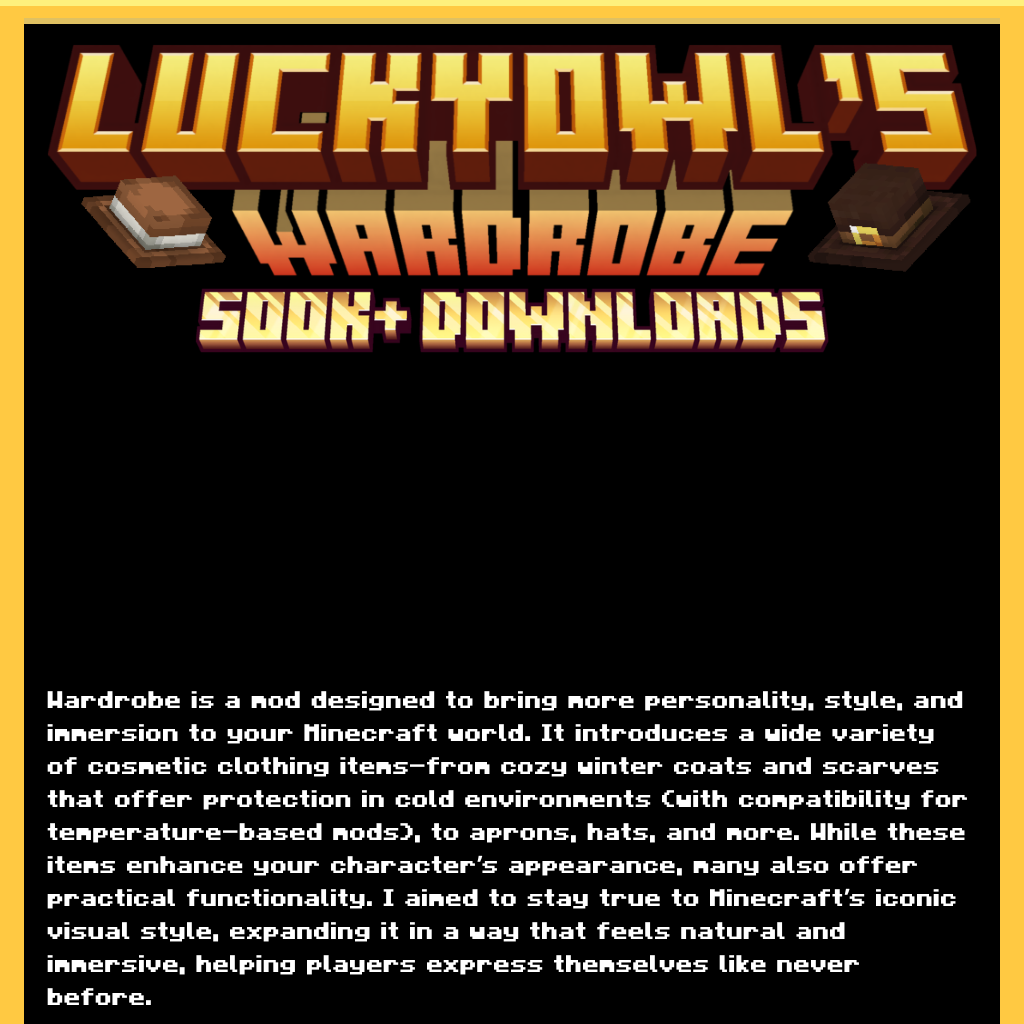 LUCKYOWL'S
WARDROBE
500K+ DOWNLOADS
Wardrobe is a mod designed to bring more personality, style, and
immersion to your Minecraft world. It introduces a wide variety
of cosmetic clothing items—from cozy winter coats and scarves
that offer protection in cold environments (with compatibility for
temperature-based mods), to aprons, hats, and more. While these
items enhance your character's appearance, many also offer
practical functionality. I aimed to stay true to Minecraft's iconic
visual style, expanding it in a way that feels natural and
immersive, helping players express themselves like never
before.